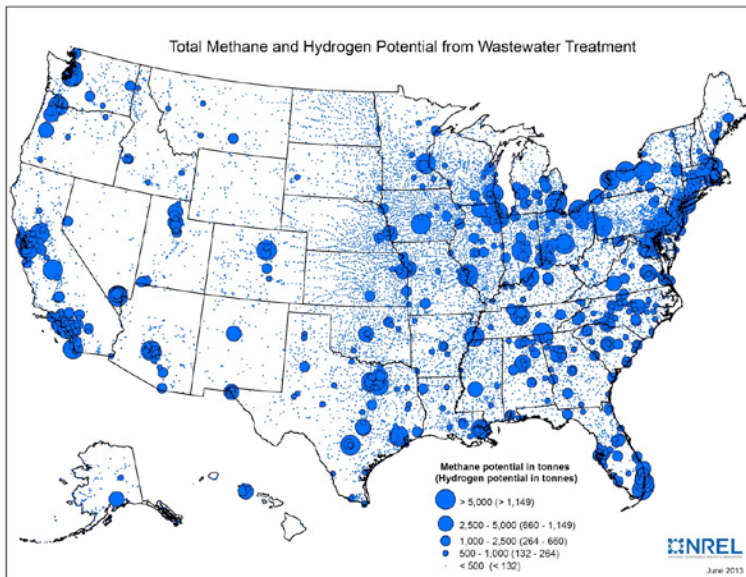 Total Methane and Hydrogen Potential from Wastewater Treatment
Methane potential in tonnes
(Hydrogen potential in tonnes)
> 5,000 (> 1,149)
2,500 - 5,000 (660 - 1,149)
1,000 - 2,500 (264 - 660)
500 - 1,000 (132 - 264)
< 500 (< 132)
NREL
June 2013